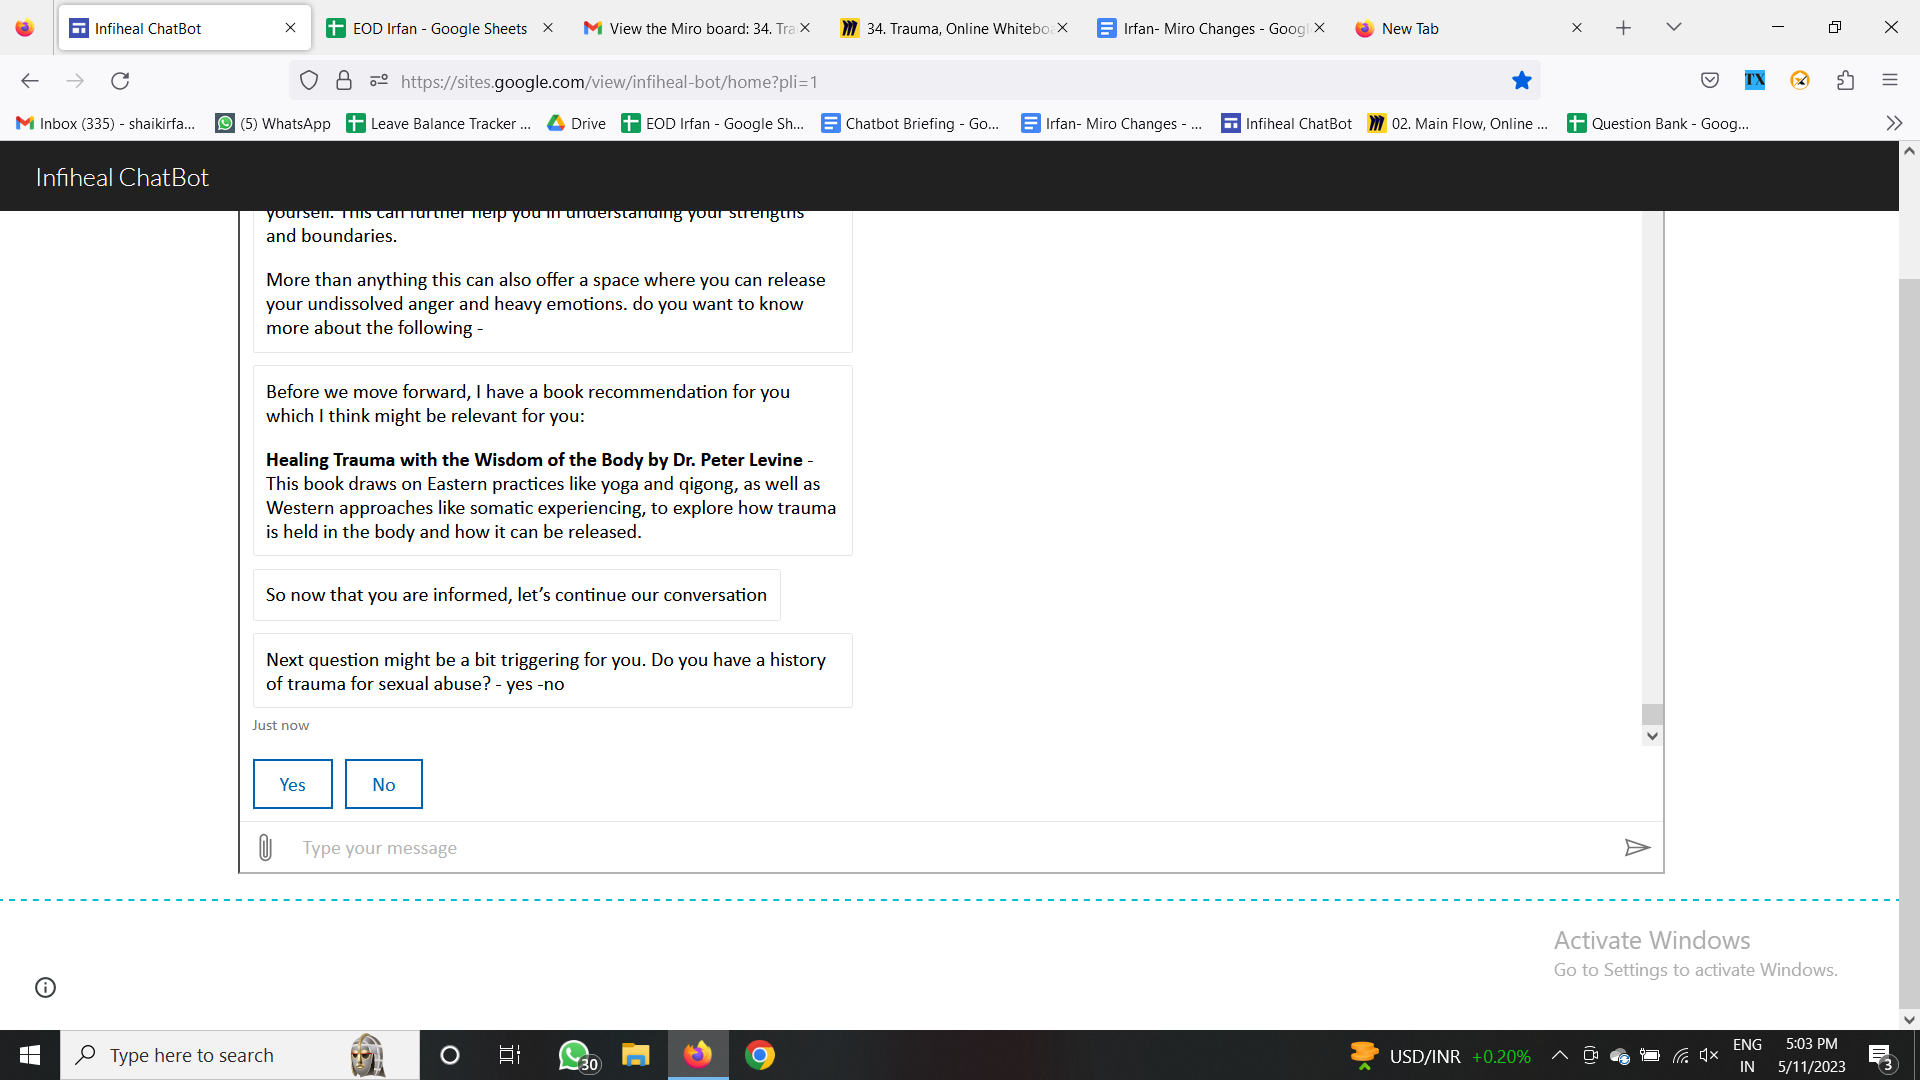 Infiheal ChatBot
EOD Irfan - Google Sheets
View the Miro board: 34. Tra
34. Trauma, Online Whitebo
Irfan- Miro Changes - Googl
New Tab
https://sites.google.com/view/infiheal-bot/home?pli=1
TX
Inbox (335) - shaikirfa...
(5) WhatsApp
Leave Balance Tracker ...
Drive
EOD Irfan - Google Sh...
Chatbot Briefing - Go...
Irfan- Miro Changes - ...
Infiheal ChatBot
02. Main Flow, Online ...
Question Bank - Goog...
Infiheal ChatBot
yourself. This can further help you in understanding your strengths
and boundaries.
More than anything this can also offer a space where you can release
your undissolved anger and heavy emotions. do you want to know
more about the following -
Before we move forward, I have a book recommendation for you
which I think might be relevant for you:
Healing Trauma with the Wisdom of the Body by Dr. Peter Levine -
This book draws on Eastern practices like yoga and qigong, as well as
Western approaches like somatic experiencing, to explore how trauma
is held in the body and how it can be released.
So now that you are informed, let’s continue our conversation
Next question might be a bit triggering for you. Do you have a history
of trauma for sexual abuse? - yes -no
Just now
Yes
No
Type your message
Activate Windows
Go to Settings to activate Windows.
Type here to search
30
USD/INR +0.20%
ENG
IN
5:03 PM
5/11/2023
3